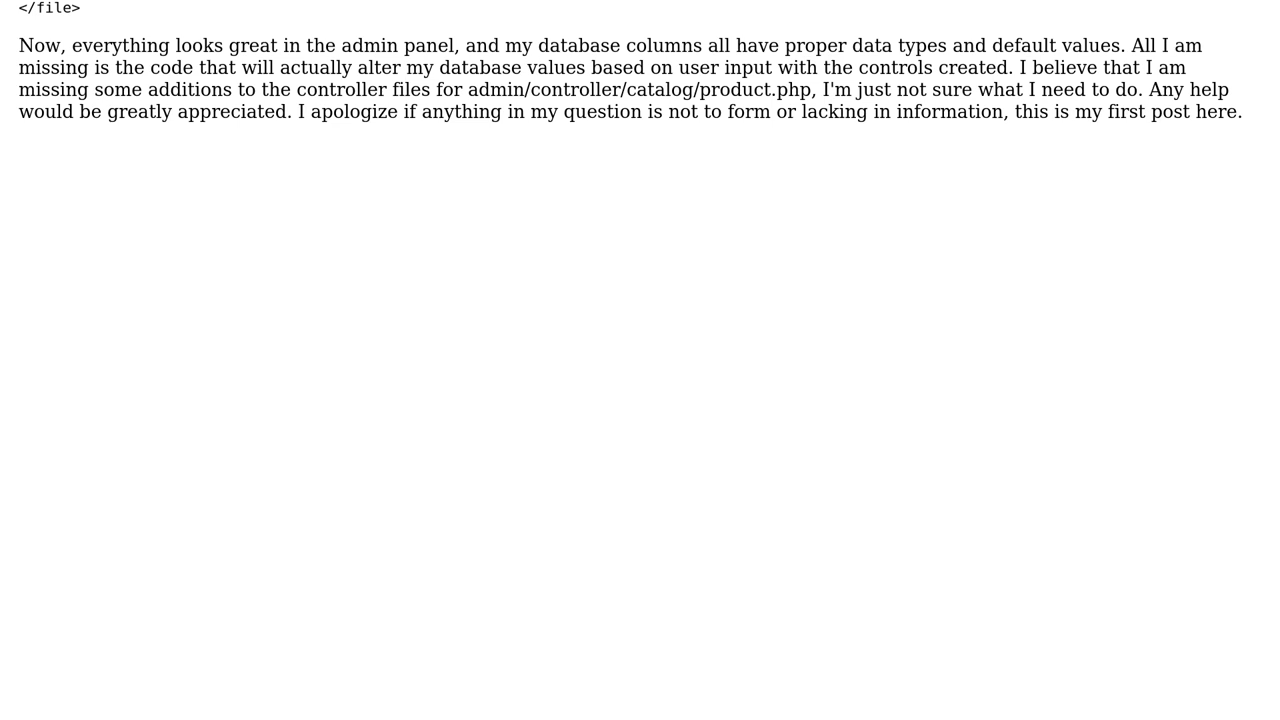 </file>
Now, everything looks great in the admin panel, and my database columns all have proper data types and default values. All I am
missing is the code that will actually alter my database values based on user input with the controls created. I believe that I am
missing some additions to the controller files for admin/controller/catalog/product.php, I'm just not sure what I need to do. Any help
would be greatly appreciated. I apologize if anything in my question is not to form or lacking in information, this is my first post here.